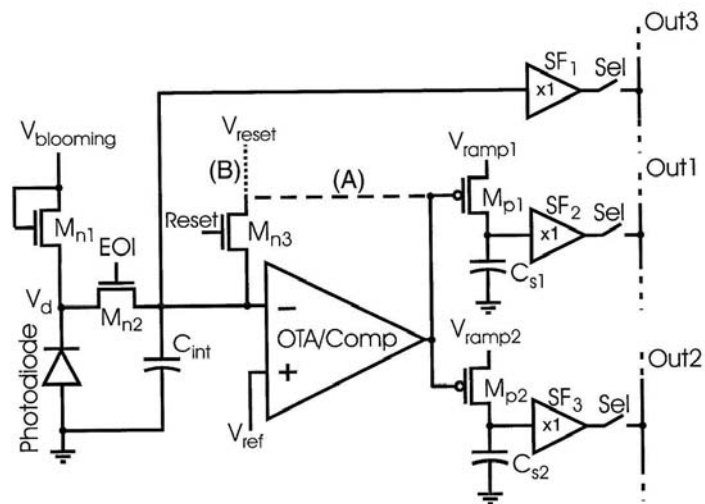 Out3
SF1
Sel
x1
Vblooming
Vreset
(B)
(A)
Vramp1
Out1
Mp1
SF2
Sel
x1
Reset
Mn3
Mn1
EOI
Cs1
Vd
Mn2
−
OTA/Comp
+
Cint
Vramp2
Out2
Mp2
SF3
Sel
x1
Photodiode
Vref
Cs2